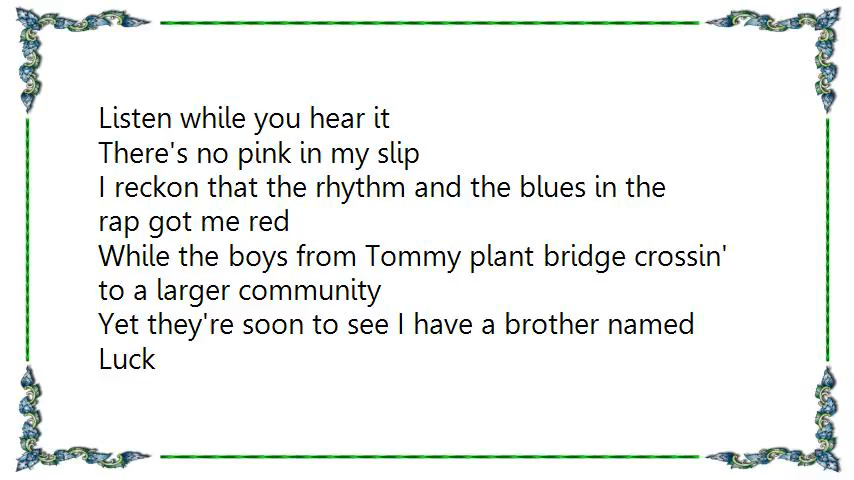 Listen while you hear it
There's no pink in my slip
I reckon that the rhythm and the blues in the
rap got me red
While the boys from Tommy plant bridge crossin'
to a larger community
Yet they're soon to see I have a brother named
Luck